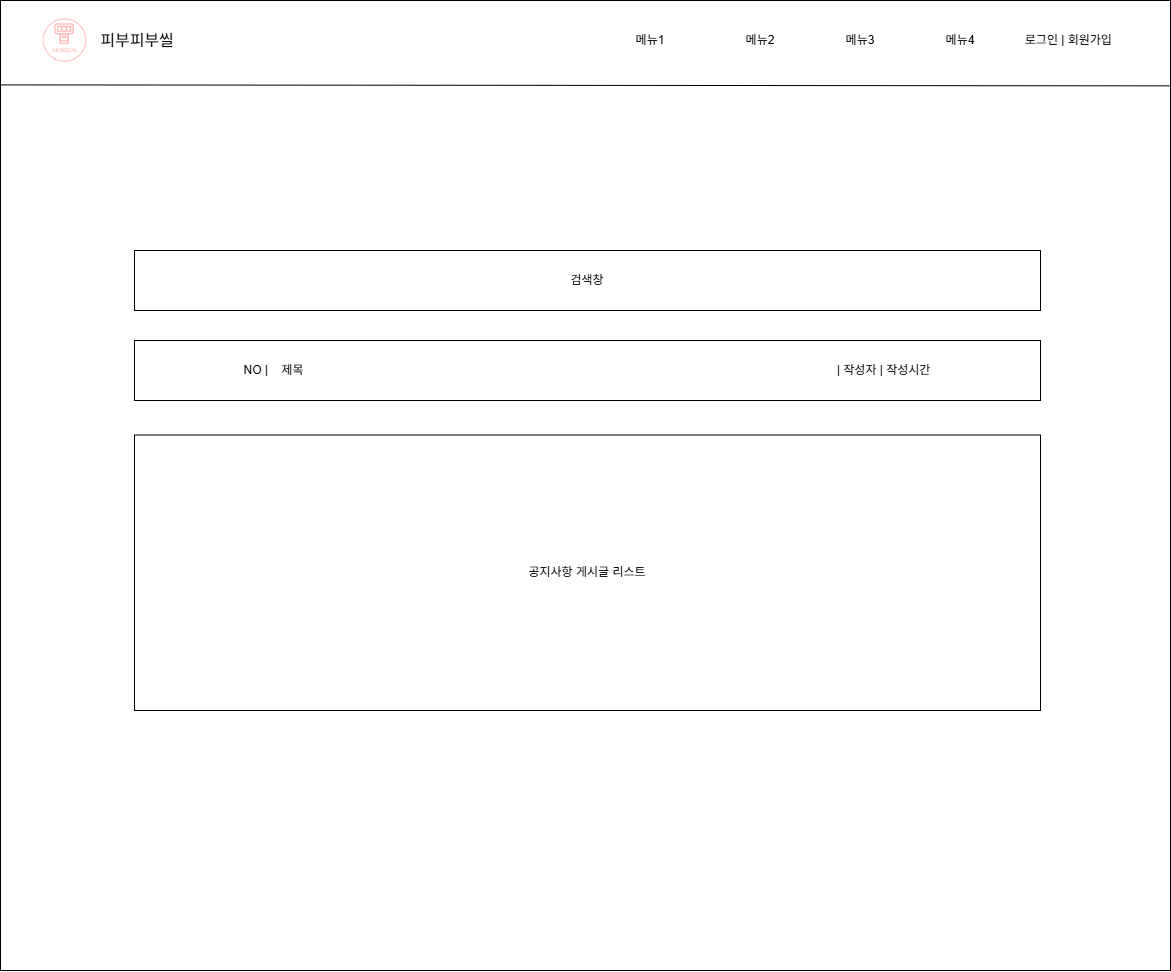 SKINSEAL
피부피부씰
메뉴1 메뉴2 메뉴3 메뉴4 로그인 | 회원가입
검색창
NO | 제목 | 작성자 | 작성시간
공지사항 게시글 리스트